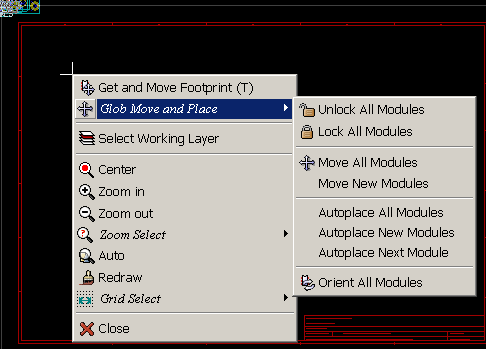 Get and Move Footprint (T)
Glob Move and Place
Select Working Layer
Center
Zoom in
Zoom out
Zoom Select
Auto
Redraw
Grid Select
Close
Unlock All Modules
Lock All Modules
Move All Modules
Move New Modules
Autoplace All Modules
Autoplace New Modules
Autoplace Next Module
Orient All Modules